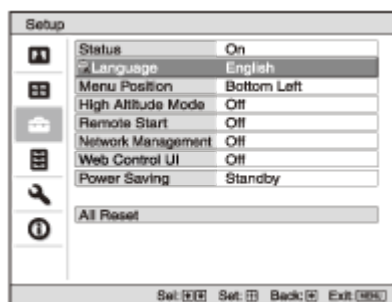 Setup
Status On
Language English
Menu Position Bottom Left
High Altitude Mode Off
Remote Start Off
Network Management Off
Web Control UI Off
Power Saving Standby
All Reset
Sel: Set: Back: Exit: MENU